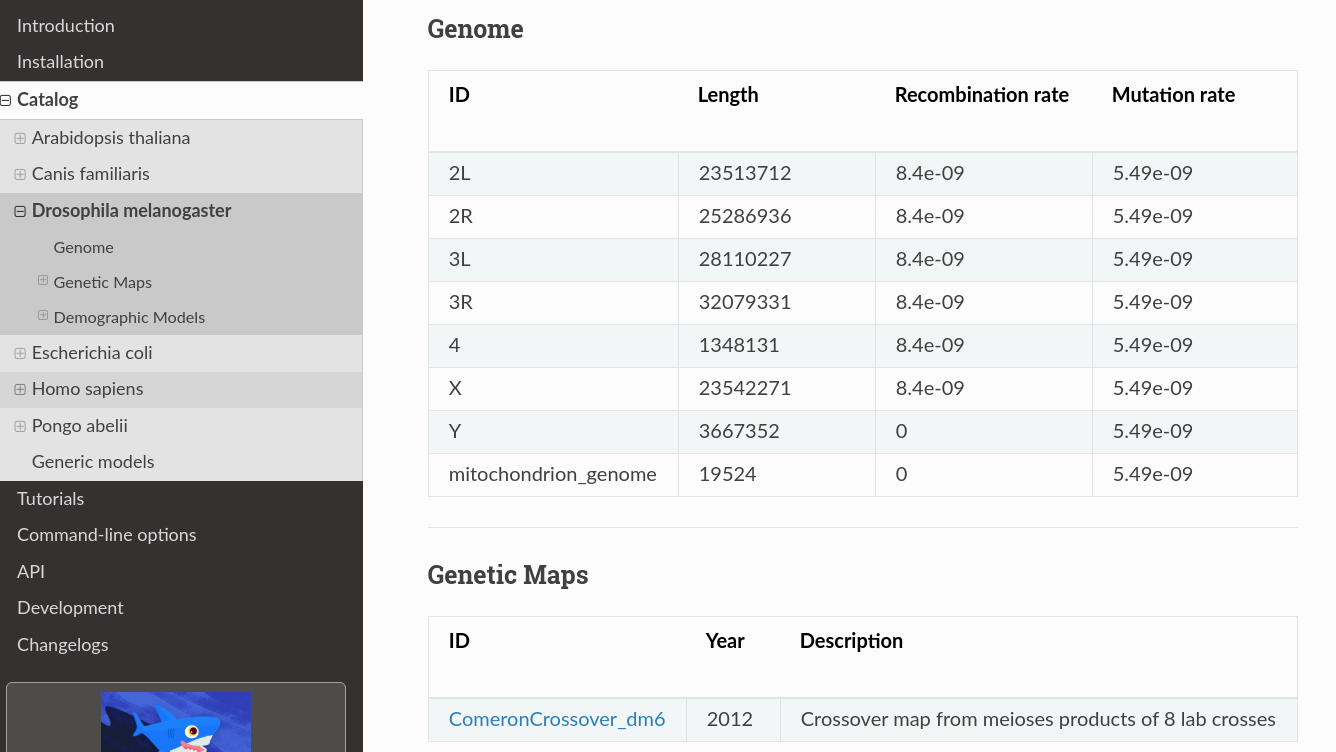 Introduction
Installation
Catalog
Arabidopsis thaliana
Canis familiaris
Drosophila melanogaster
Genome
Genetic Maps
Demographic Models
Escherichia coli
Homo sapiens
Pongo abelii
Generic models
Tutorials
Command-line options
API
Development
Changelogs
Genome
ID Length Recombination rate Mutation rate
2L 23513712 8.4e-09 5.49e-09
2R 25286936 8.4e-09 5.49e-09
3L 28110227 8.4e-09 5.49e-09
3R 32079331 8.4e-09 5.49e-09
4 1348131 8.4e-09 5.49e-09
X 23542271 8.4e-09 5.49e-09
Y 3667352 0 5.49e-09
mitochondrion_genome 19524 0 5.49e-09
Genetic Maps
ID Year Description
ComeronCrossover_dm6 2012 Crossover map from meioses products of 8 lab crosses